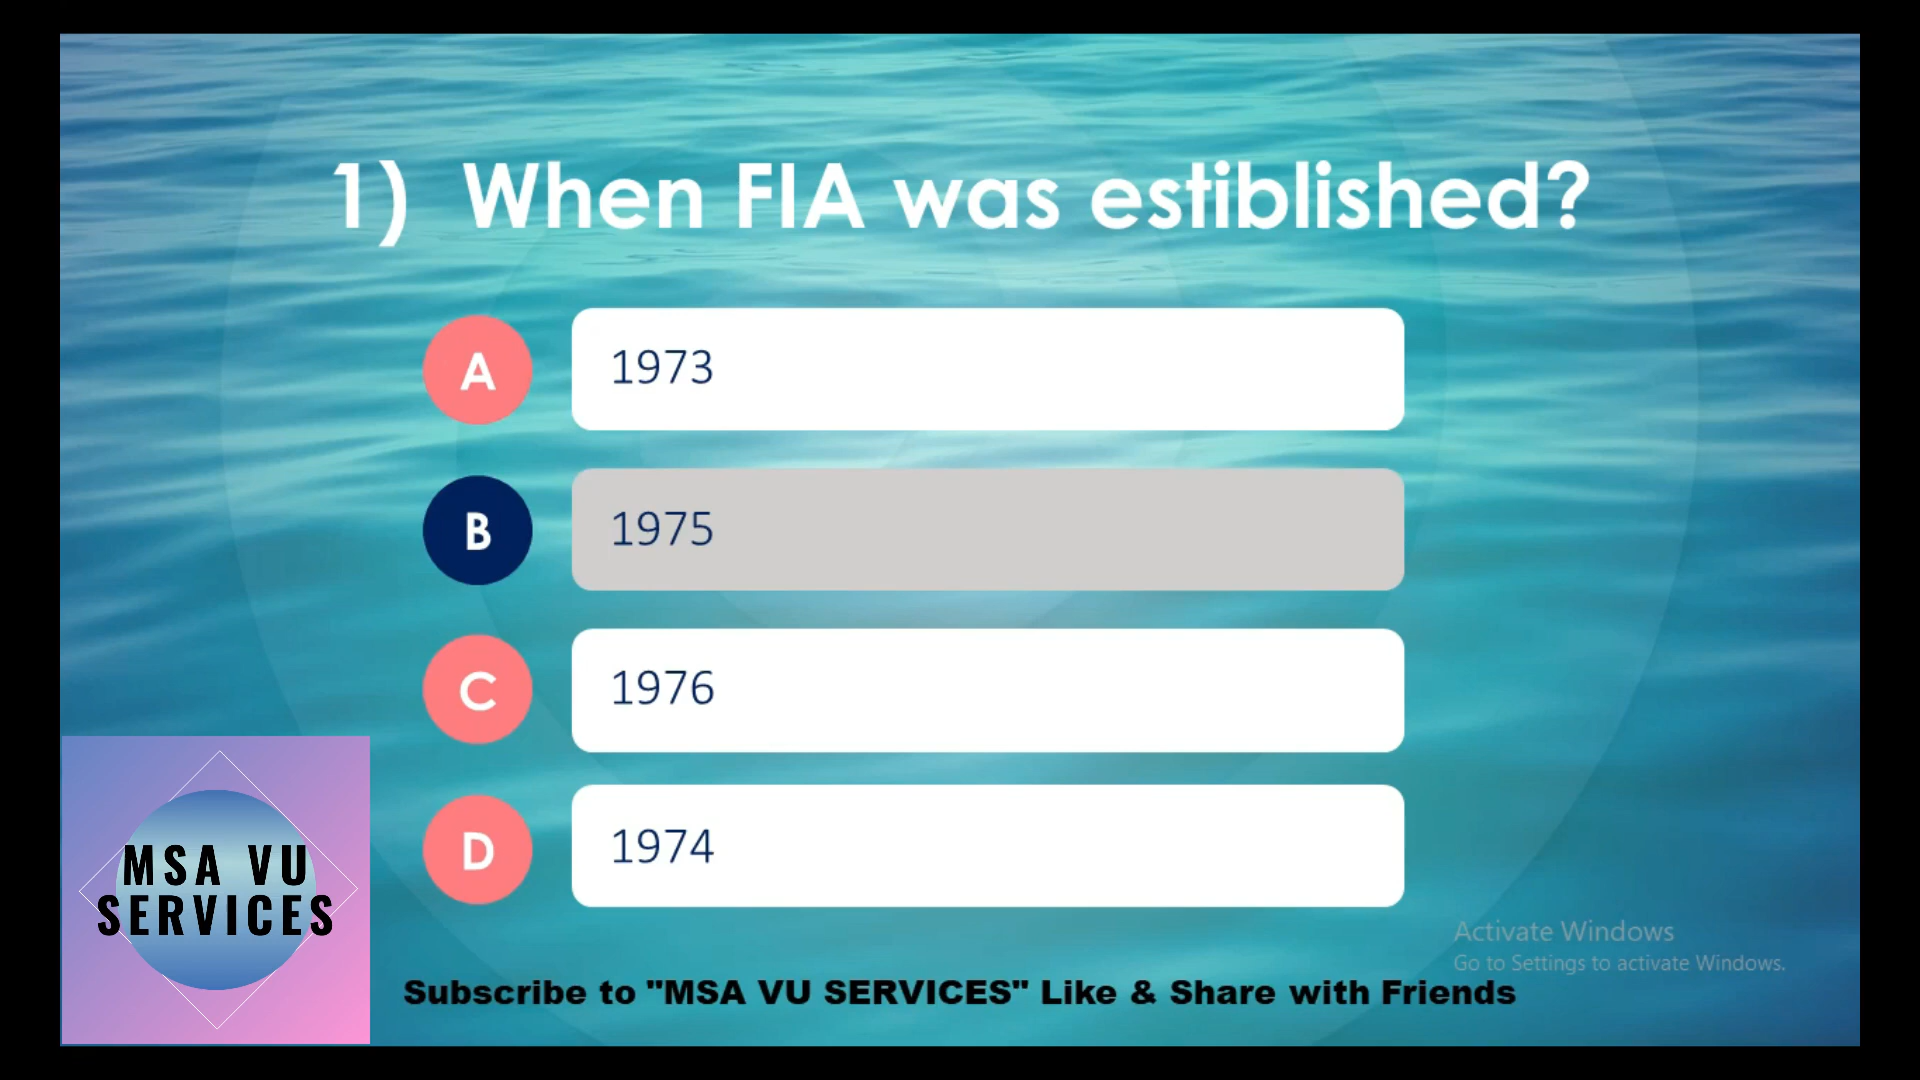 1) When FIA was estiblished?
A 1973
B 1975
C 1976
D 1974
MSA VU
SERVICES
Activate Windows
Go to Settings to activate Windows.
Subscribe to "MSA VU SERVICES" Like & Share with Friends